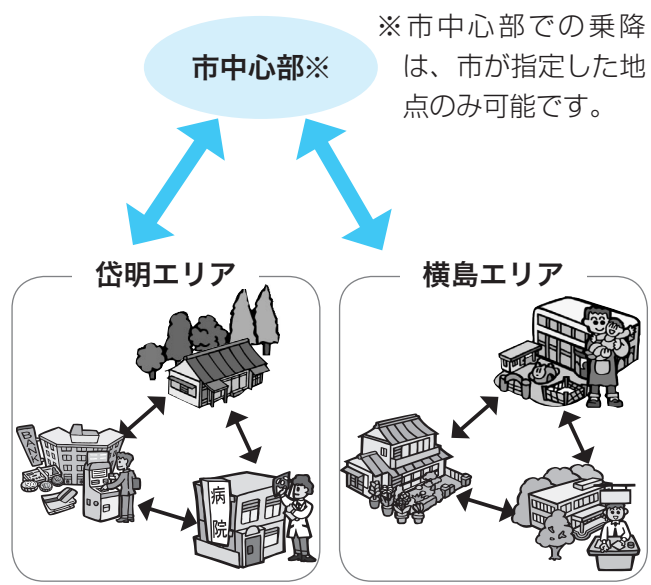 市中心部※
※市中心部での乗降
は、市が指定した地
点のみ可能です。
岱明エリア
横島エリア
BANK
病
院